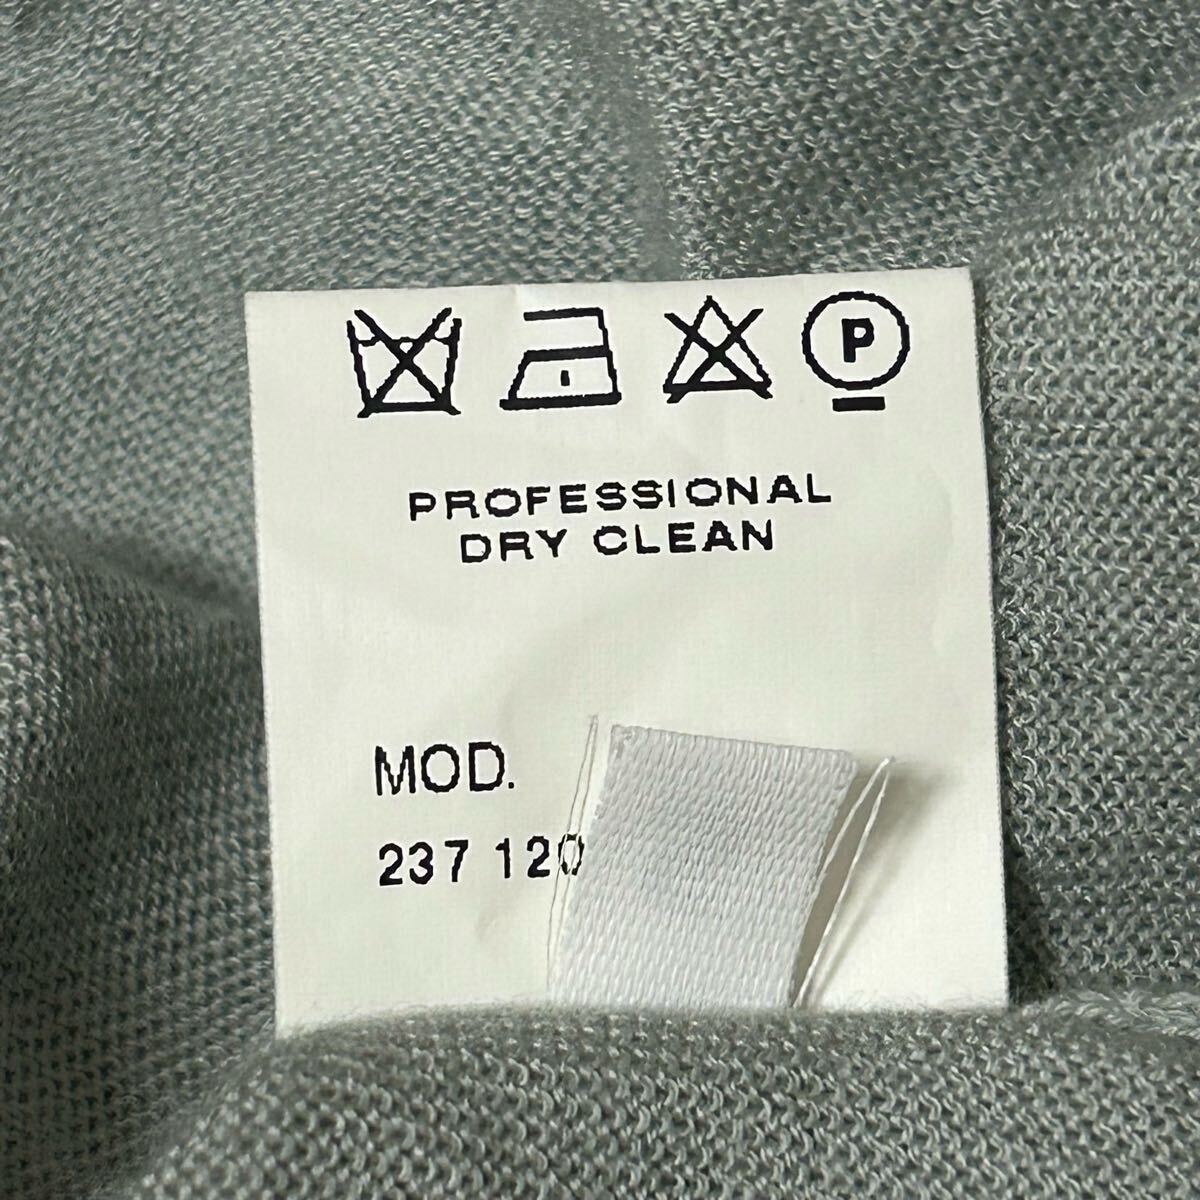 P
PROFESSIONAL
DRY CLEAN
MOD.
237 120